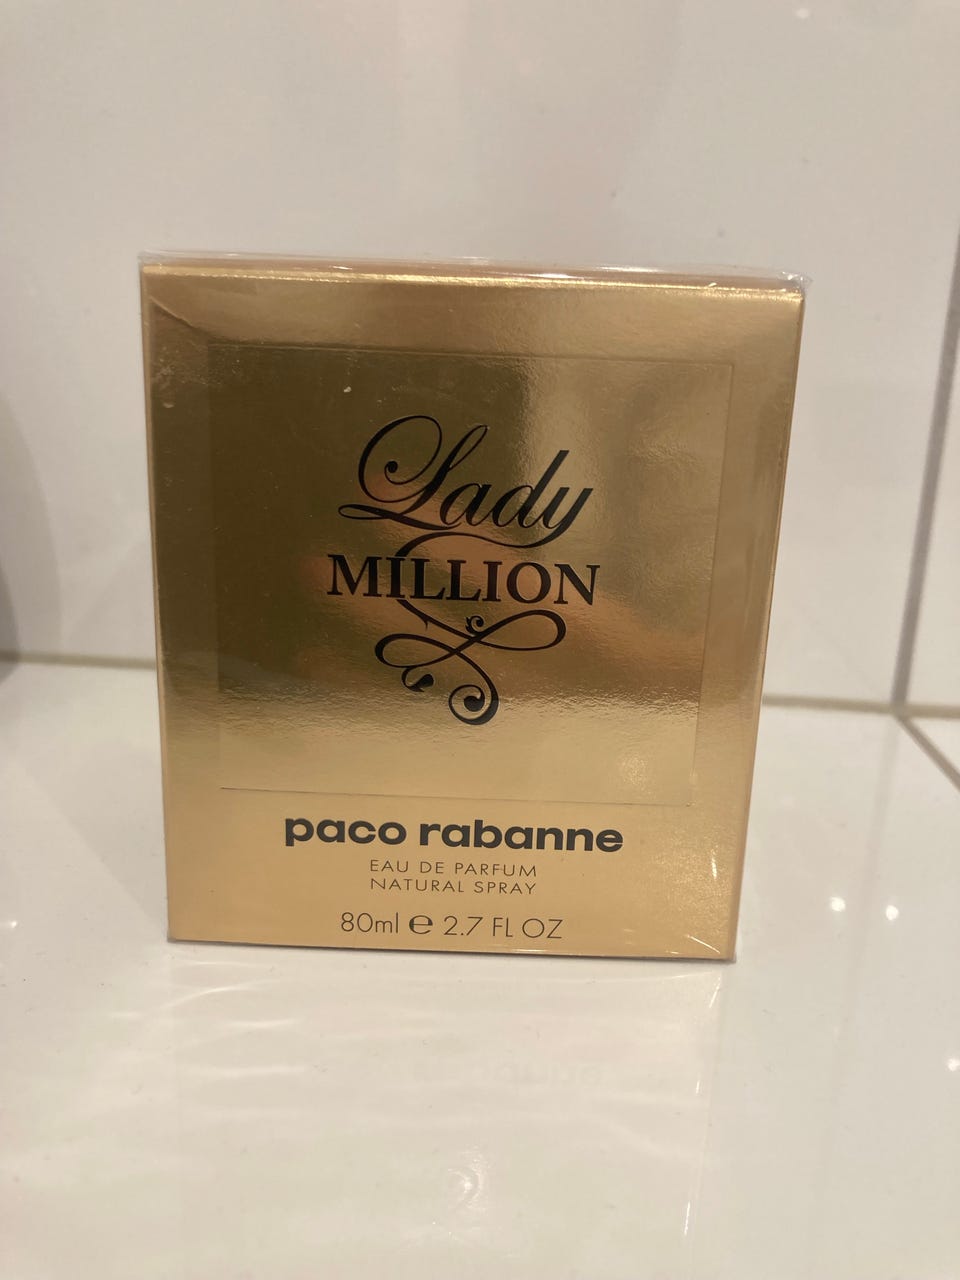 Lady
MILLION
paco rabanne
EAU DE PARFUM
NATURAL SPRAY
80ml ℮ 2.7 FL OZ